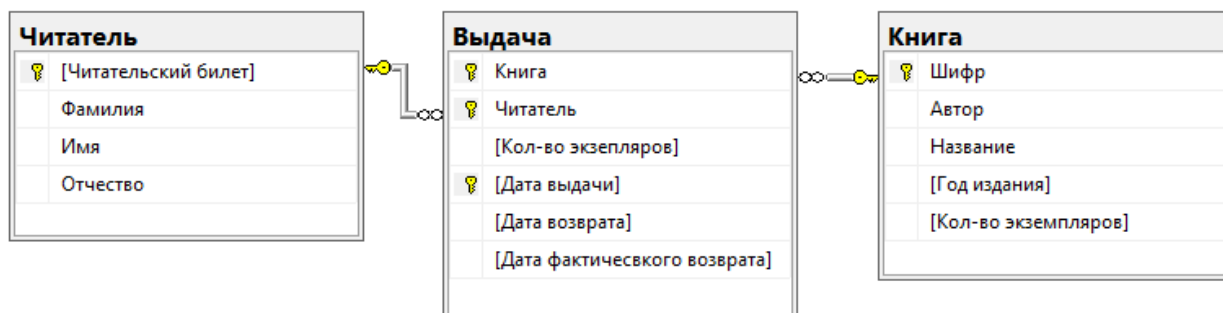 Читатель
[Читательский билет]
Фамилия
Имя
Отчество
Выдача
Книга
Читатель
[Кол-во экзепляров]
[Дата выдачи]
[Дата возврата]
[Дата фактичесвкого возврата]
Книга
Шифр
Автор
Название
[Год издания]
[Кол-во экземпляров]